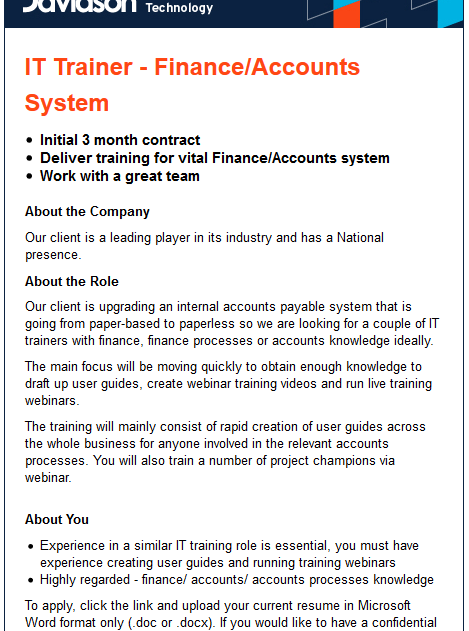 Davidson Technology
IT Trainer - Finance/Accounts
System
• Initial 3 month contract
• Deliver training for vital Finance/Accounts system
• Work with a great team
About the Company
Our client is a leading player in its industry and has a National
presence.
About the Role
Our client is upgrading an internal accounts payable system that is
going from paper-based to paperless so we are looking for a couple of IT
trainers with finance, finance processes or accounts knowledge ideally.
The main focus will be moving quickly to obtain enough knowledge to
draft up user guides, create webinar training videos and run live training
webinars.
The training will mainly consist of rapid creation of user guides across
the whole business for anyone involved in the relevant accounts
processes. You will also train a number of project champions via
webinar.
About You
• Experience in a similar IT training role is essential, you must have
experience creating user guides and running training webinars
• Highly regarded - finance/ accounts/ accounts processes knowledge
To apply, click the link and upload your current resume in Microsoft
Word format only (.doc or .docx). If you would like to have a confidential